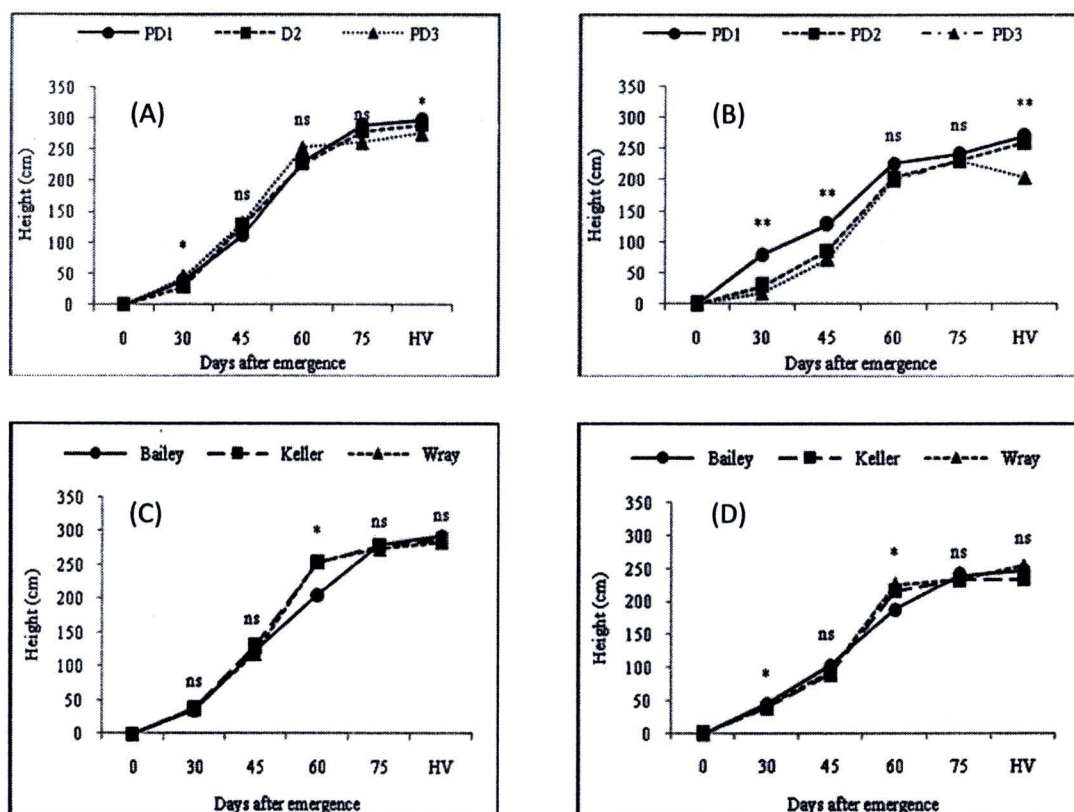 PD1 D2 PD3
(A)
Height (cm)
350
300
250
200
150
100
50
0
* ns ns ns *
0 30 45 60 75 HV
Days after emergence
PD1 PD2 PD3
(B)
Height (cm)
350
300
250
200
150
100
50
0
** ** ns ns **
0 30 45 60 75 HV
Days after emergence
Bailey Keller Wray
(C)
Height (cm)
350
300
250
200
150
100
50
0
ns ns * ns ns
0 30 45 60 75 HV
Days after emergence
Bailey Keller Wray
(D)
Height (cm)
350
300
250
200
150
100
50
0
* ns * ns ns
0 30 45 60 75 HV
Days after emergence